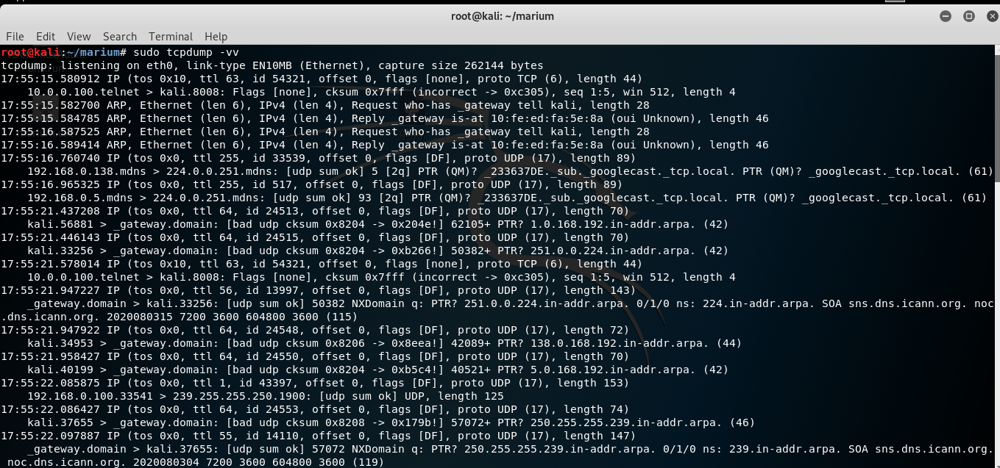 root@kali: ~/marium
File Edit View Search Terminal Help
root@kali:~/marium# sudo tcpdump -vv
tcpdump: listening on eth0, link-type EN10MB (Ethernet), capture size 262144 bytes
17:55:15.580912 IP (tos 0x10, ttl 63, id 54321, offset 0, flags [none], proto TCP (6), length 44)
    10.0.0.100.telnet > kali.8008: Flags [none], cksum 0x7fff (incorrect -> 0xc305), seq 1:5, win 512, length 4
17:55:15.582700 ARP, Ethernet (len 6), IPv4 (len 4), Request who-has _gateway tell kali, length 28
17:55:15.584785 ARP, Ethernet (len 6), IPv4 (len 4), Reply _gateway is-at 10:fe:ed:fa:5e:8a (oui Unknown), length 46
17:55:16.587525 ARP, Ethernet (len 6), IPv4 (len 4), Request who-has _gateway tell kali, length 28
17:55:16.589414 ARP, Ethernet (len 6), IPv4 (len 4), Reply _gateway is-at 10:fe:ed:fa:5e:8a (oui Unknown), length 46
17:55:16.760740 IP (tos 0x0, ttl 255, id 33539, offset 0, flags [DF], proto UDP (17), length 89)
    192.168.0.138.mdns > 224.0.0.251.mdns: [udp sum ok] 5 [2q] PTR (QM)? _233637DE._sub._googlecast._tcp.local. PTR (QM)? _googlecast._tcp.local. (61)
17:55:16.965325 IP (tos 0x0, ttl 255, id 517, offset 0, flags [DF], proto UDP (17), length 89)
    192.168.0.5.mdns > 224.0.0.251.mdns: [udp sum ok] 93 [2q] PTR (QM)? _233637DE._sub._googlecast._tcp.local. PTR (QM)? _googlecast._tcp.local. (61)
17:55:21.437208 IP (tos 0x0, ttl 64, id 24513, offset 0, flags [DF], proto UDP (17), length 70)
    kali.56881 > _gateway.domain: [bad udp cksum 0x8204 -> 0x204e!] 62105+ PTR? 1.0.168.192.in-addr.arpa. (42)
17:55:21.446143 IP (tos 0x0, ttl 64, id 24515, offset 0, flags [DF], proto UDP (17), length 70)
    kali.33256 > _gateway.domain: [bad udp cksum 0x8204 -> 0xb266!] 50382+ PTR? 251.0.0.224.in-addr.arpa. (42)
17:55:21.578014 IP (tos 0x10, ttl 63, id 54321, offset 0, flags [none], proto TCP (6), length 44)
    10.0.0.100.telnet > kali.8008: Flags [none], cksum 0x7fff (incorrect -> 0xc305), seq 1:5, win 512, length 4
17:55:21.947227 IP (tos 0x0, ttl 56, id 13997, offset 0, flags [DF], proto UDP (17), length 143)
    _gateway.domain > kali.33256: [udp sum ok] 50382 NXDomain q: PTR? 251.0.0.224.in-addr.arpa. 0/1/0 ns: 224.in-addr.arpa. SOA sns.dns.icann.org. noc
.dns.icann.org. 2020080315 7200 3600 604800 3600 (115)
17:55:21.947922 IP (tos 0x0, ttl 64, id 24548, offset 0, flags [DF], proto UDP (17), length 72)
    kali.34953 > _gateway.domain: [bad udp cksum 0x8206 -> 0x8eea!] 42089+ PTR? 138.0.168.192.in-addr.arpa. (44)
17:55:21.958427 IP (tos 0x0, ttl 64, id 24550, offset 0, flags [DF], proto UDP (17), length 70)
    kali.40199 > _gateway.domain: [bad udp cksum 0x8204 -> 0xb5c4!] 40521+ PTR? 5.0.168.192.in-addr.arpa. (42)
17:55:22.085875 IP (tos 0x0, ttl 1, id 43397, offset 0, flags [DF], proto UDP (17), length 153)
    192.168.0.100.33541 > 239.255.255.250.1900: [udp sum ok] UDP, length 125
17:55:22.086427 IP (tos 0x0, ttl 64, id 24553, offset 0, flags [DF], proto UDP (17), length 74)
    kali.37655 > _gateway.domain: [bad udp cksum 0x8208 -> 0x179b!] 57072+ PTR? 250.255.255.239.in-addr.arpa. (46)
17:55:22.097887 IP (tos 0x0, ttl 55, id 14110, offset 0, flags [DF], proto UDP (17), length 147)
    _gateway.domain > kali.37655: [udp sum ok] 57072 NXDomain q: PTR? 250.255.255.239.in-addr.arpa. 0/1/0 ns: 239.in-addr.arpa. SOA sns.dns.icann.org.
 noc.dns.icann.org. 2020080304 7200 3600 604800 3600 (119)